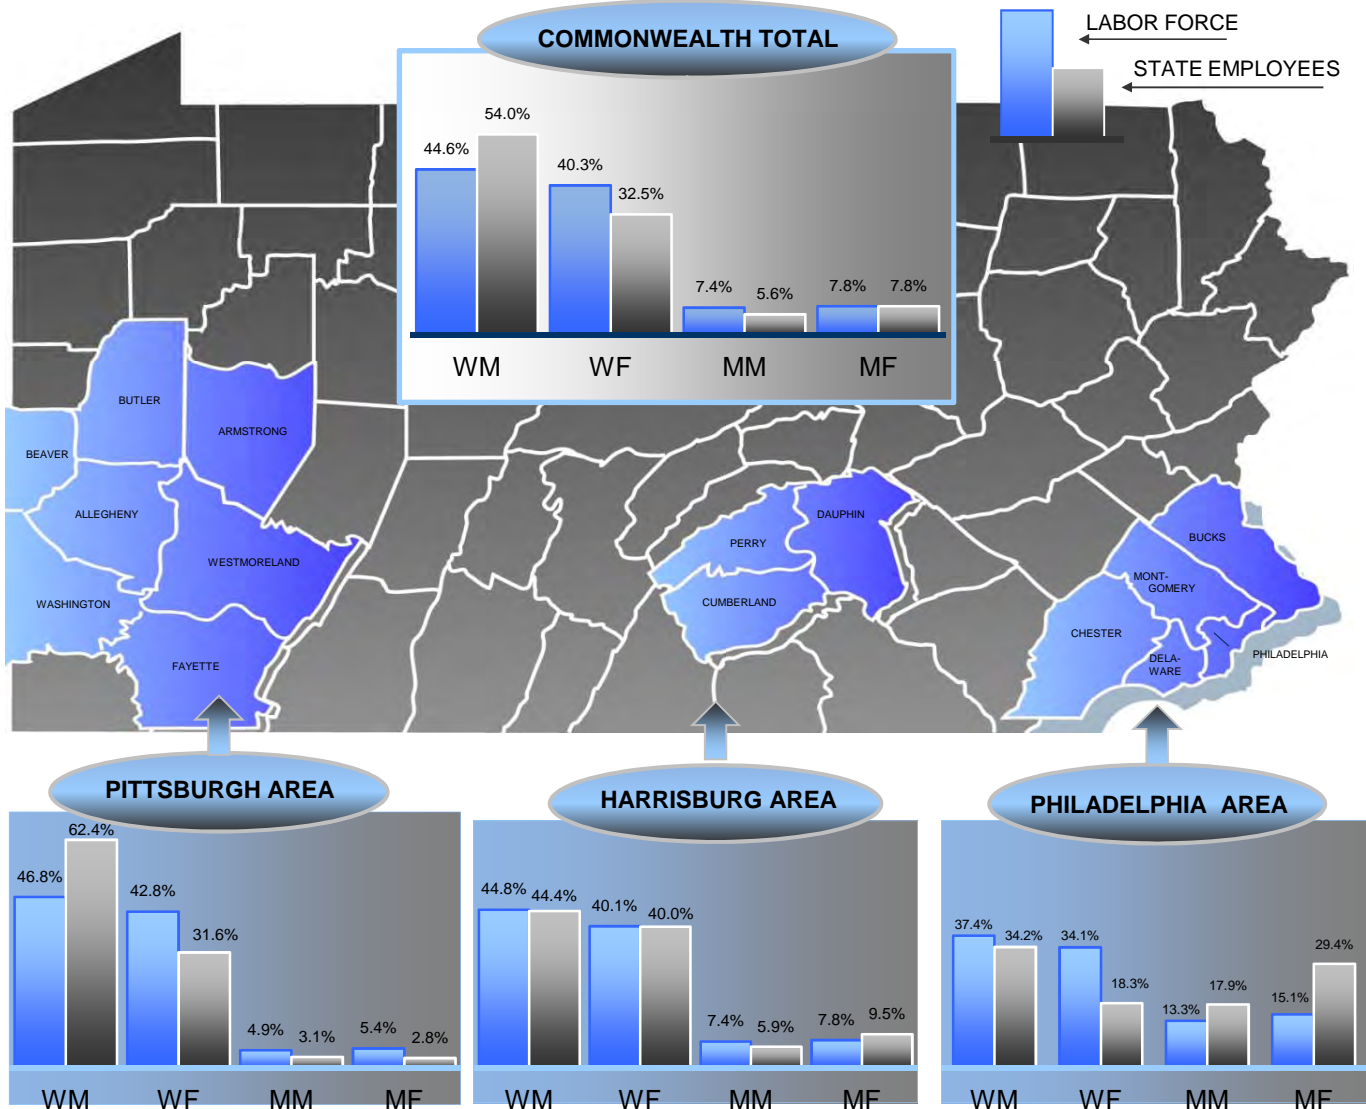 COMMONWEALTH TOTAL
LABOR FORCE
STATE EMPLOYEES
44.6%
54.0%
40.3%
32.5%
7.4%
5.6%
7.8%
7.8%
WM
WF
MM
MF
BUTLER
ARMSTRONG
BEAVER
ALLEGHENY
WESTMORELAND
WASHINGTON
FAYETTE
DAUPHIN
PERRY
CUMBERLAND
BUCKS
MONT-
GOMERY
CHESTER
DELA-
WARE
PHILADELPHIA
PITTSBURGH AREA
46.8%
62.4%
42.8%
31.6%
4.9%
3.1%
5.4%
2.8%
WM
WF
MM
MF
HARRISBURG AREA
44.8%
44.4%
40.1%
40.0%
7.4%
5.9%
7.8%
9.5%
WM
WF
MM
MF
PHILADELPHIA AREA
37.4%
34.2%
34.1%
18.3%
13.3%
17.9%
15.1%
29.4%
WM
WF
MM
MF